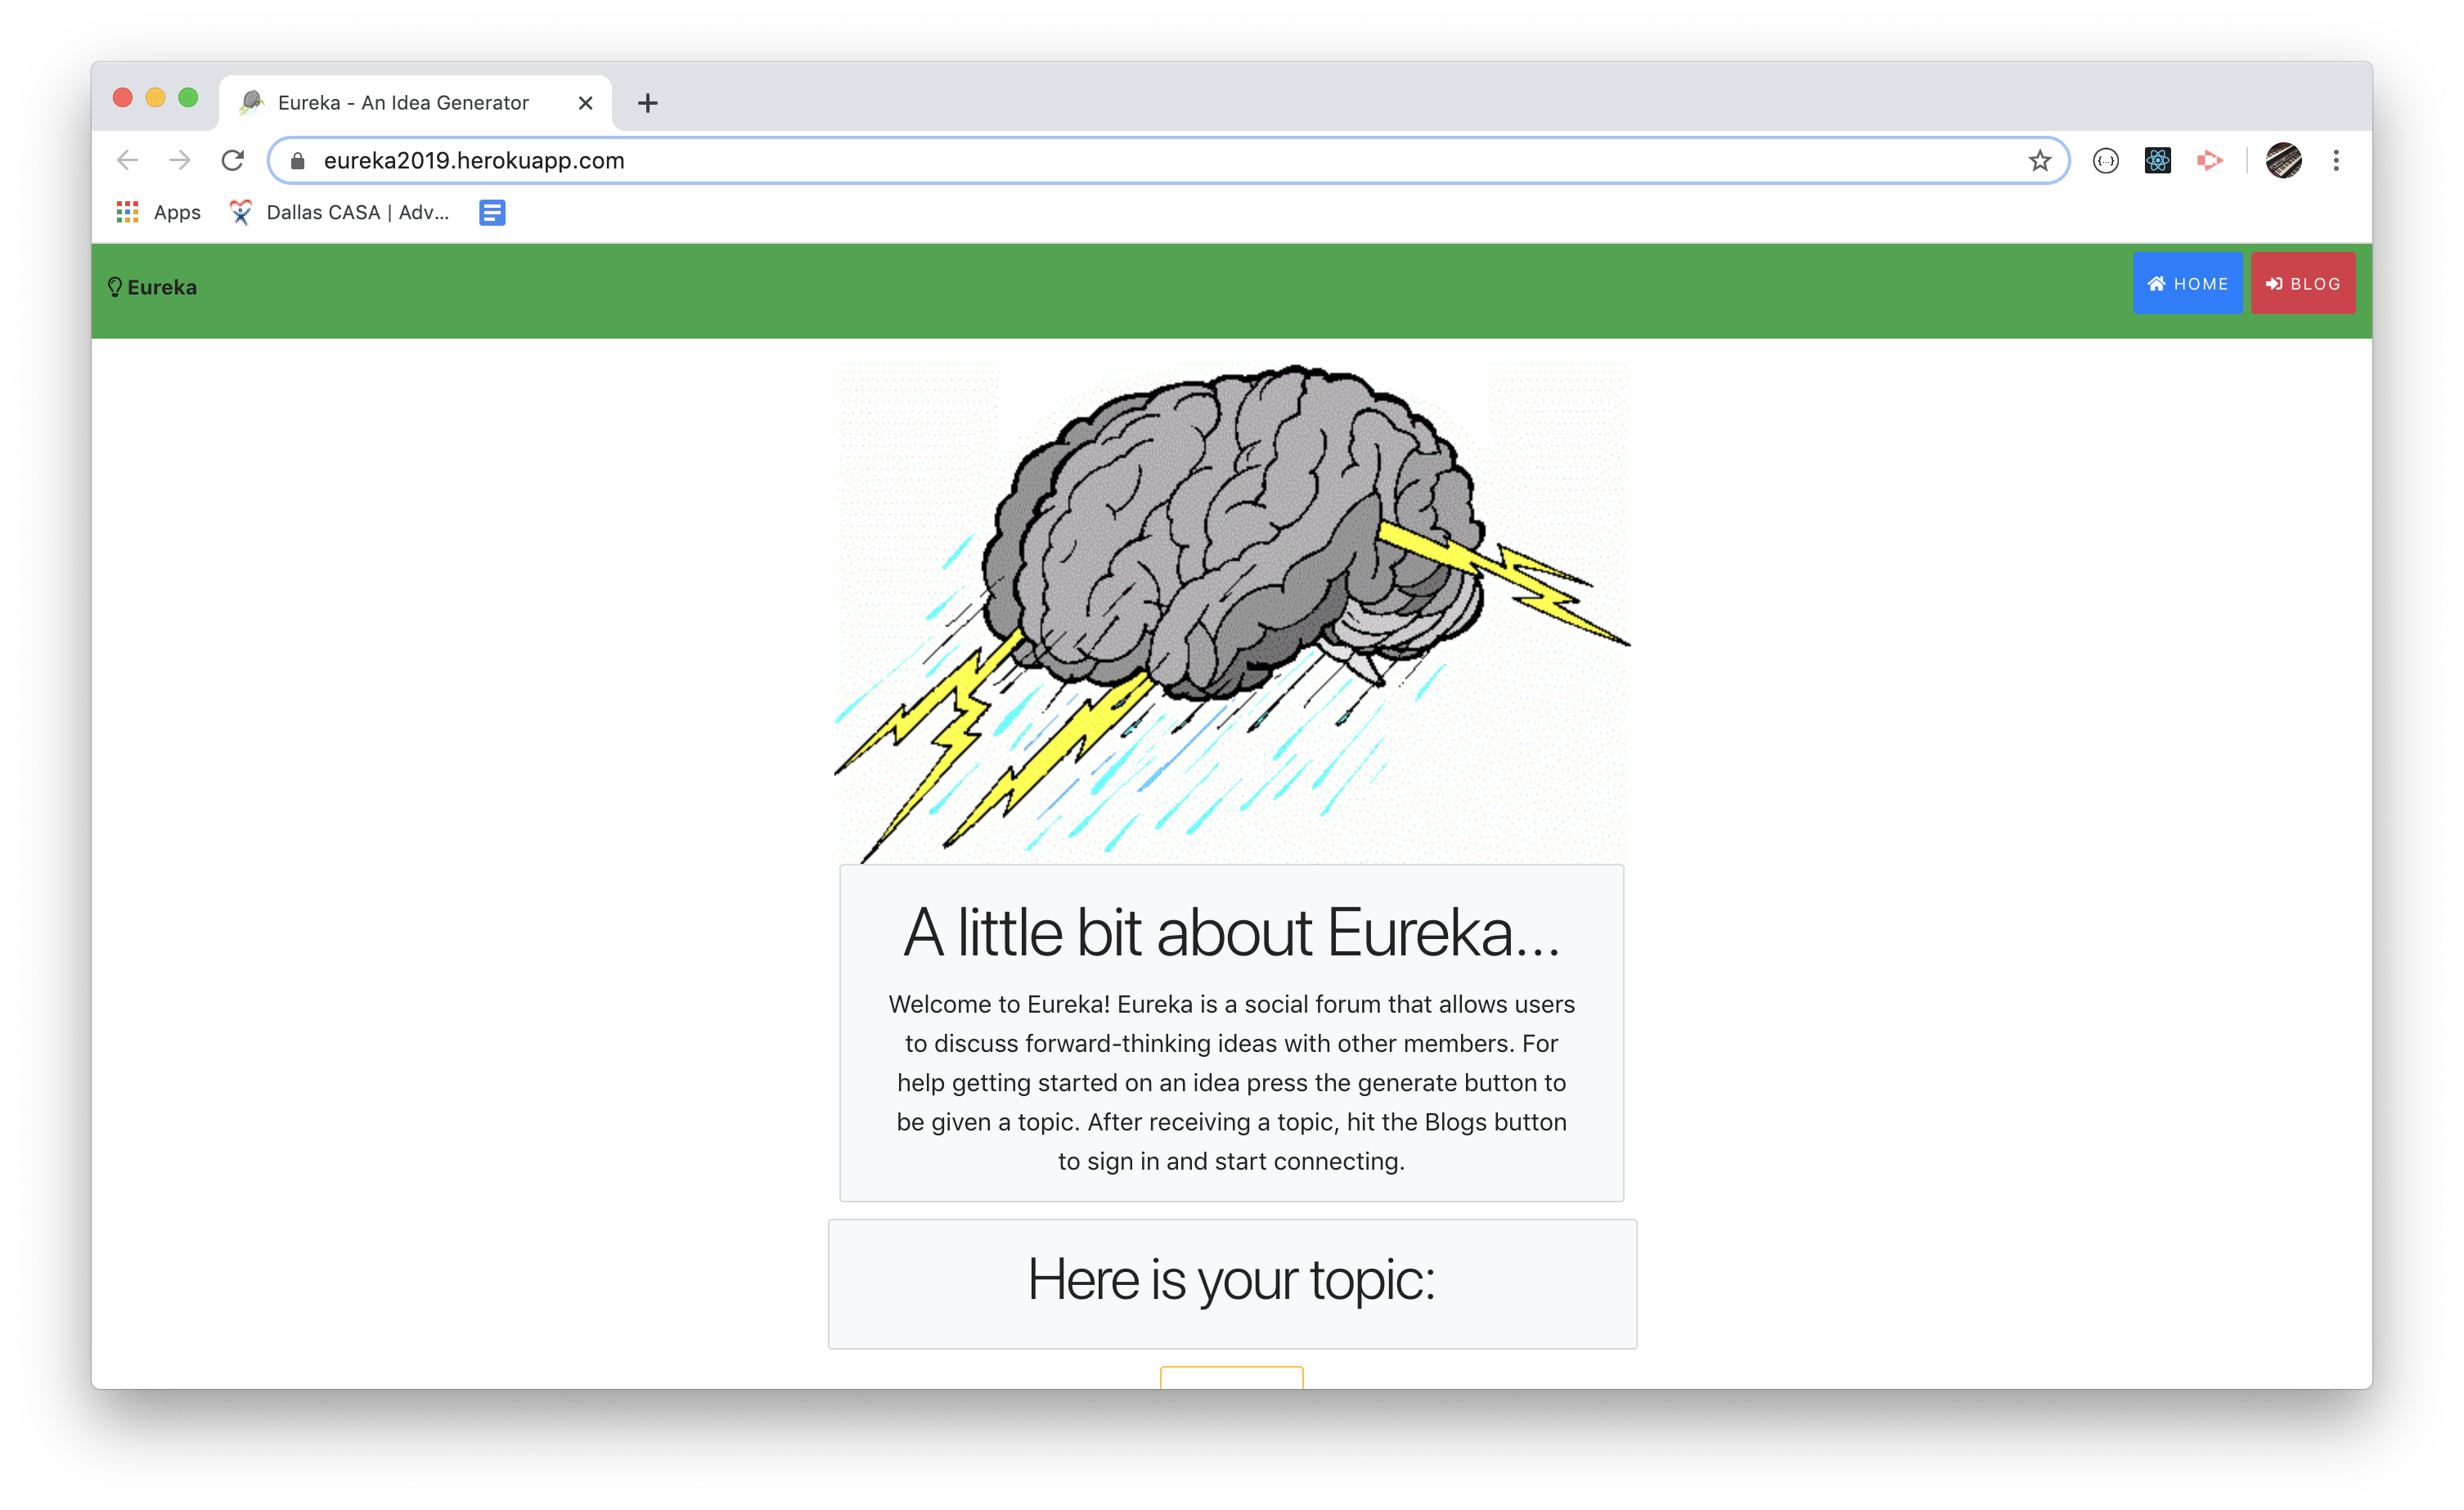 Eureka - An Idea Generator
eureka2019.herokuapp.com
{...}
Apps
Dallas CASA | Adv...
Eureka
HOME
BLOG
A little bit about Eureka...
Welcome to Eureka! Eureka is a social forum that allows users
to discuss forward-thinking ideas with other members. For
help getting started on an idea press the generate button to
be given a topic. After receiving a topic, hit the Blogs button
to sign in and start connecting.
Here is your topic: